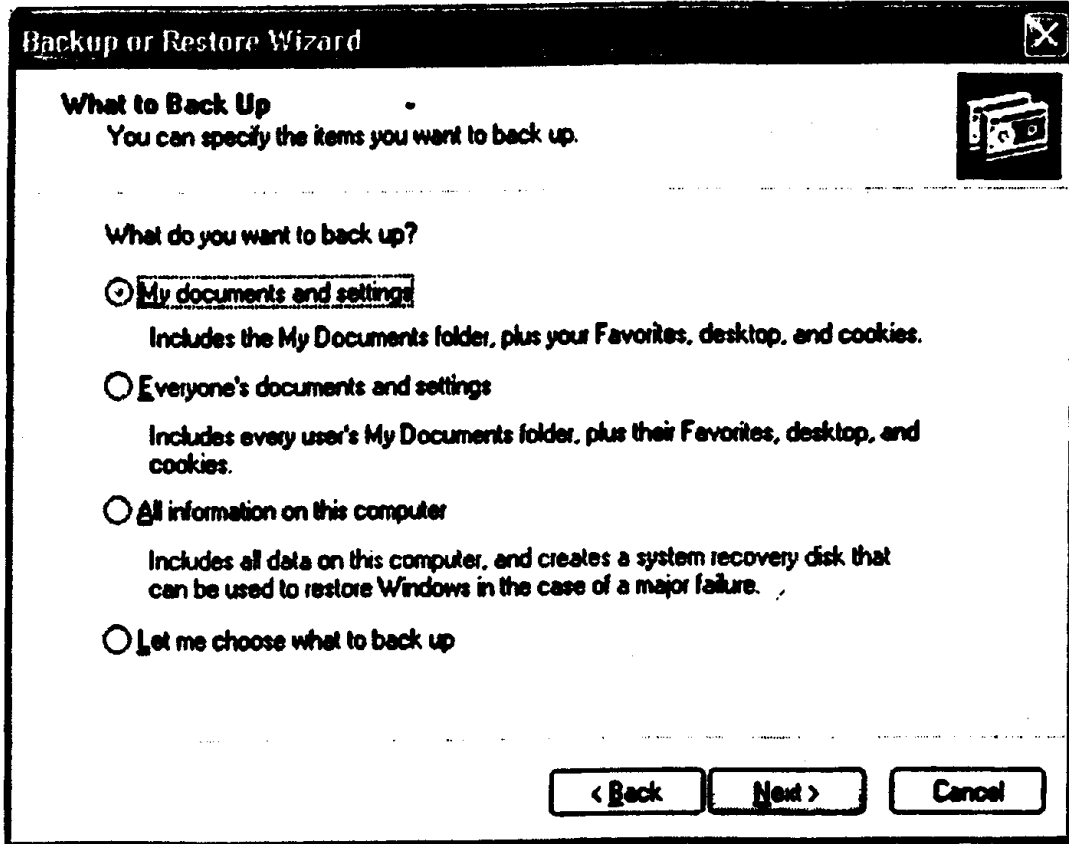 Backup or Restore Wizard
What to Back Up
You can specify the items you want to back up.
What do you want to back up?
My documents and settings
Includes the My Documents folder, plus your Favorites, desktop, and cookies.
Everyone's documents and settings
Includes every user's My Documents folder, plus their Favorites, desktop, and
cookies.
All information on this computer
Includes all data on this computer, and creates a system recovery disk that
can be used to restore Windows in the case of a major failure.
Let me choose what to back up
< Back Next > Cancel